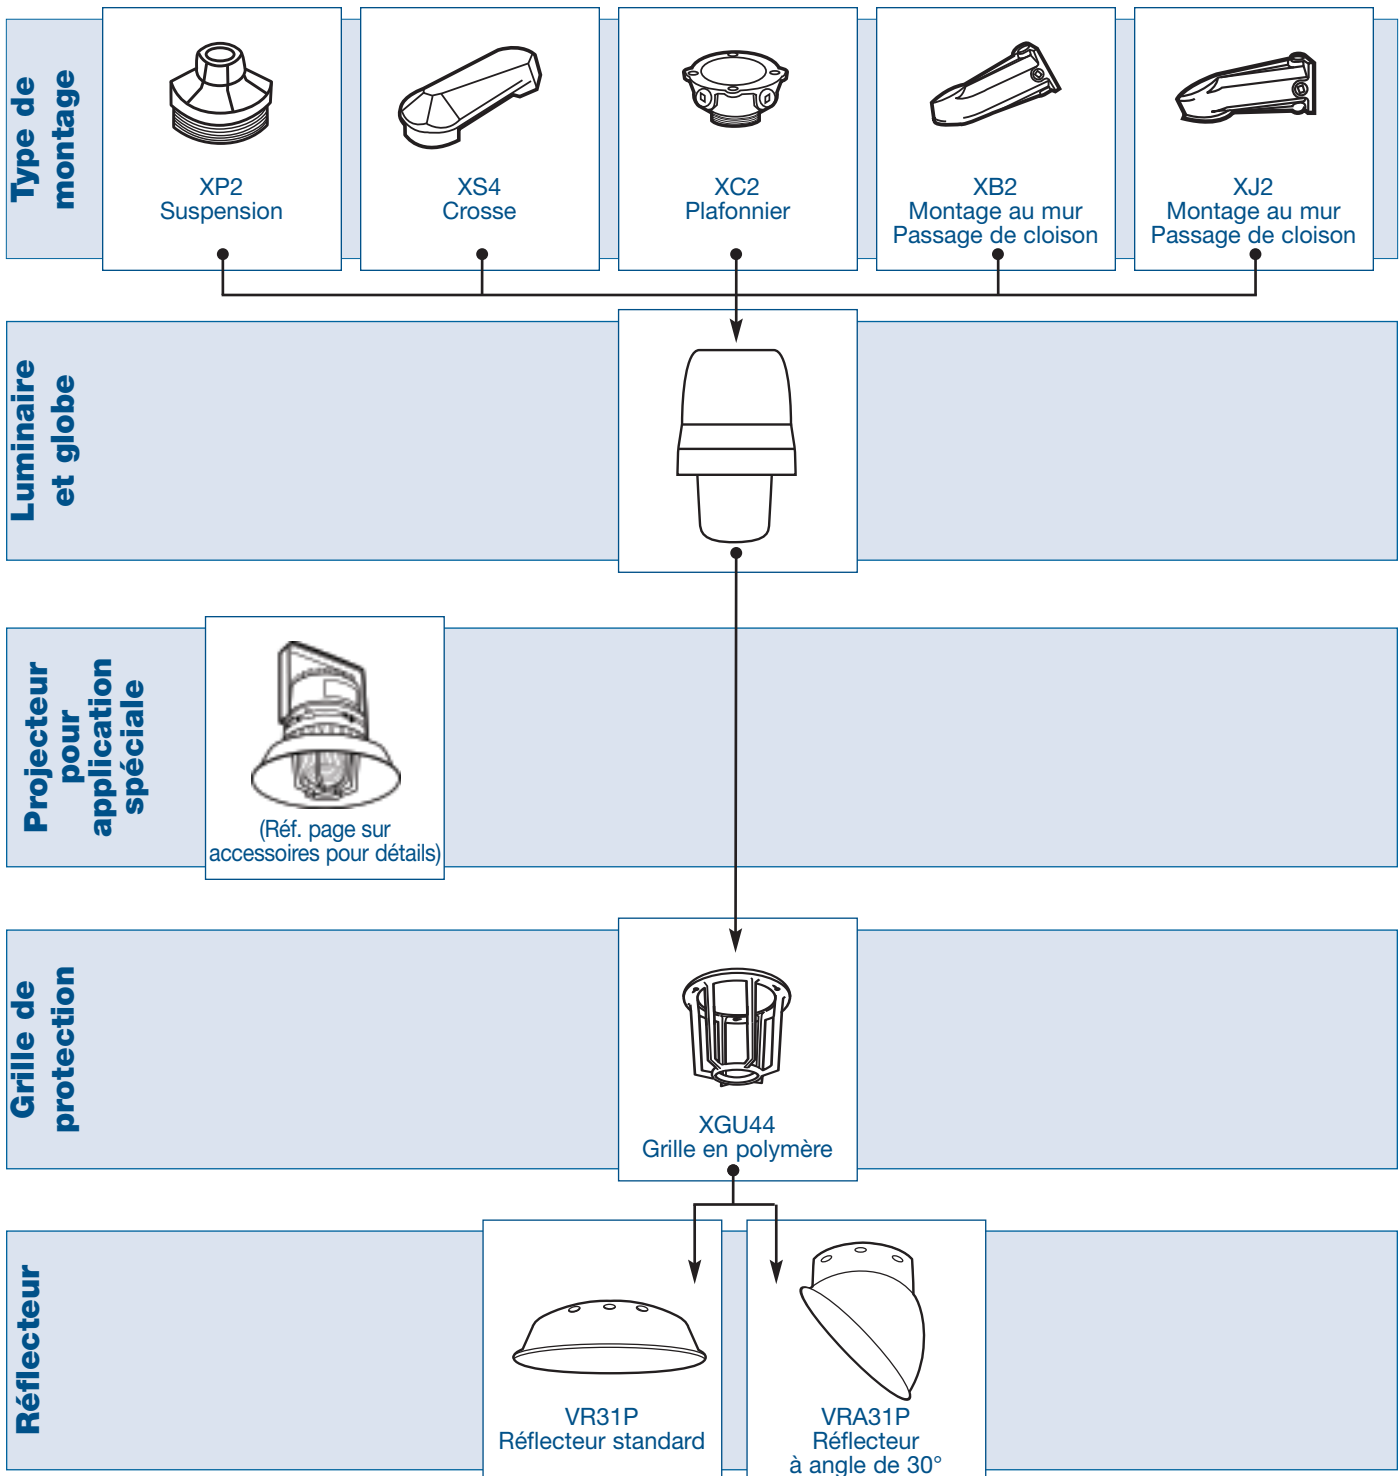 Type de
montage
XP2
Suspension
XS4
Crosse
XC2
Plafonnier
XB2
Montage au mur
Passage de cloison
XJ2
Montage au mur
Passage de cloison
Luminaire
et globe
Projecteur
pour
application
spéciale
(Réf. page sur
accessoires pour détails)
Grille de
protection
XGU44
Grille en polymère
Réflecteur
VR31P
Réflecteur standard
VRA31P
Réflecteur
à angle de 30°